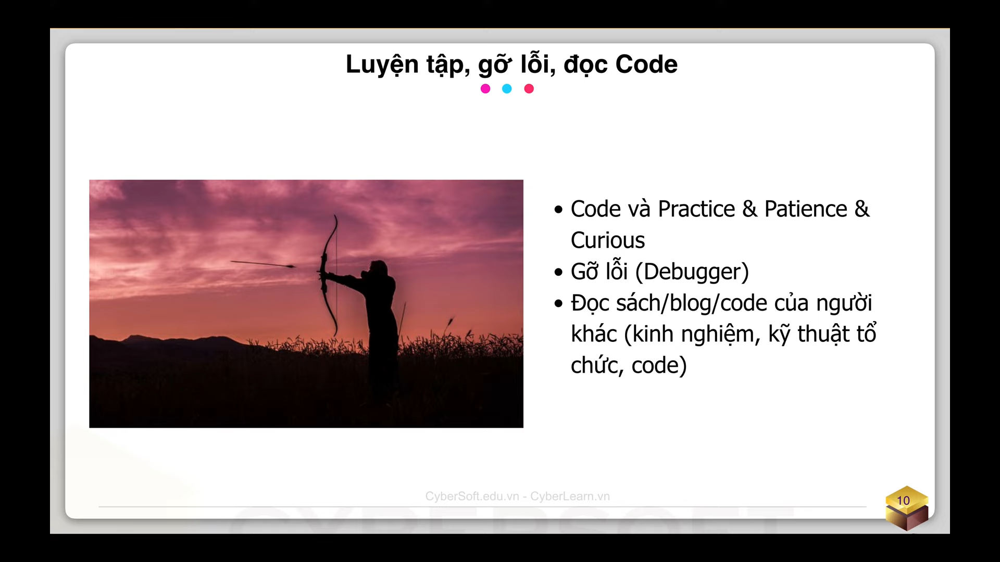 Luyện tập, gỡ lỗi, đọc Code
• Code và Practice & Patience &
Curious
• Gỡ lỗi (Debugger)
• Đọc sách/blog/code của người
khác (kinh nghiệm, kỹ thuật tổ
chức, code)
CyberSoft.edu.vn - CyberLearn.vn
10
CYBERSOFT